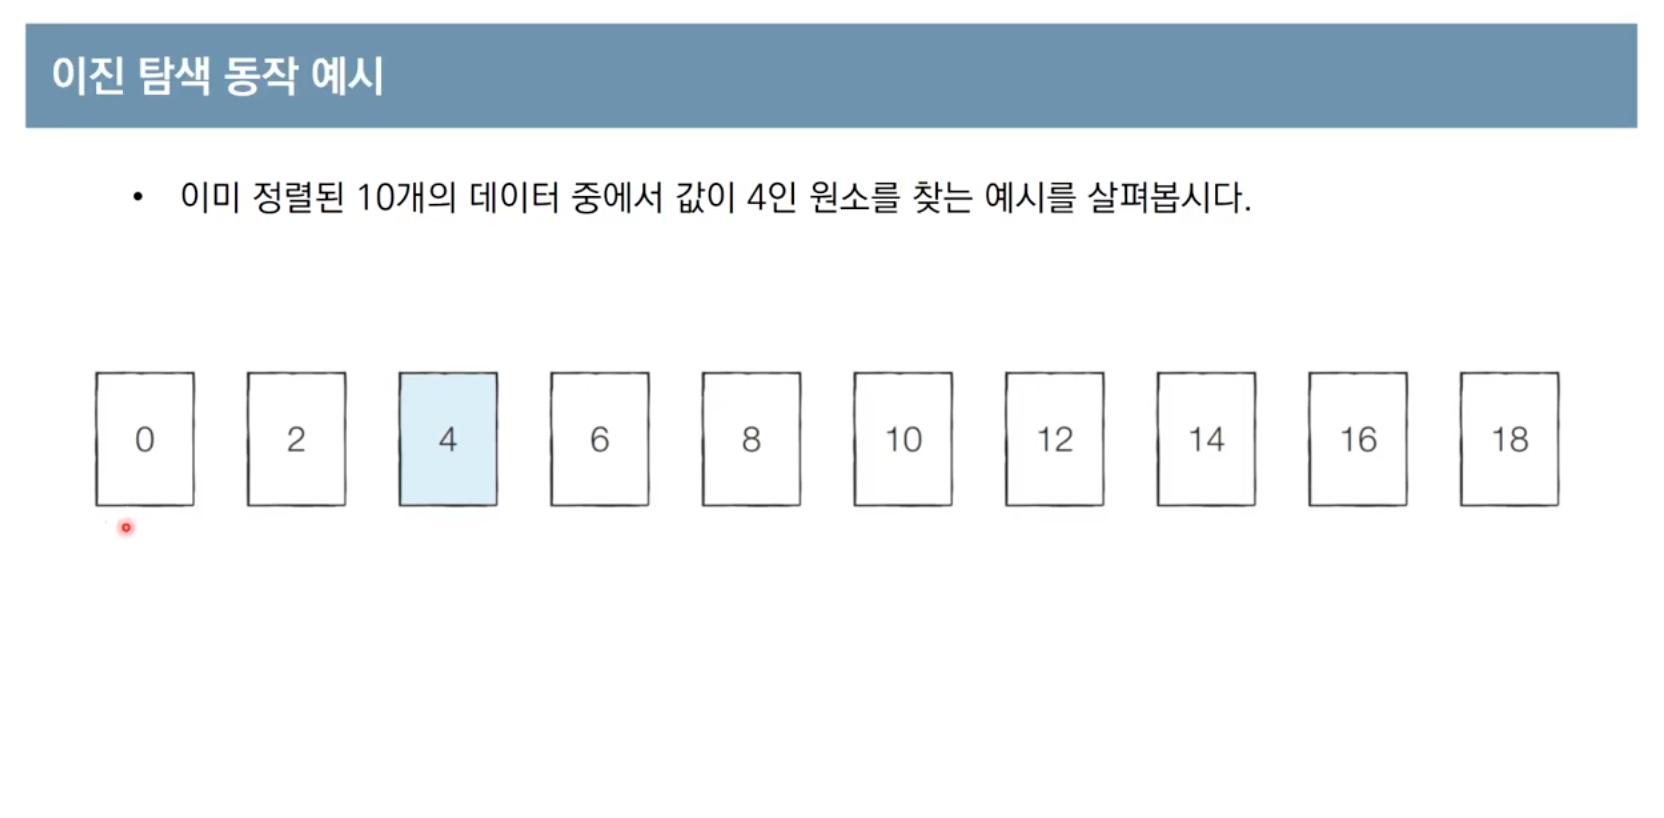 이진 탐색 동작 예시
• 이미 정렬된 10개의 데이터 중에서 값이 4인 원소를 찾는 예시를 살펴봅시다.
0 2 4 6 8 10 12 14 16 18